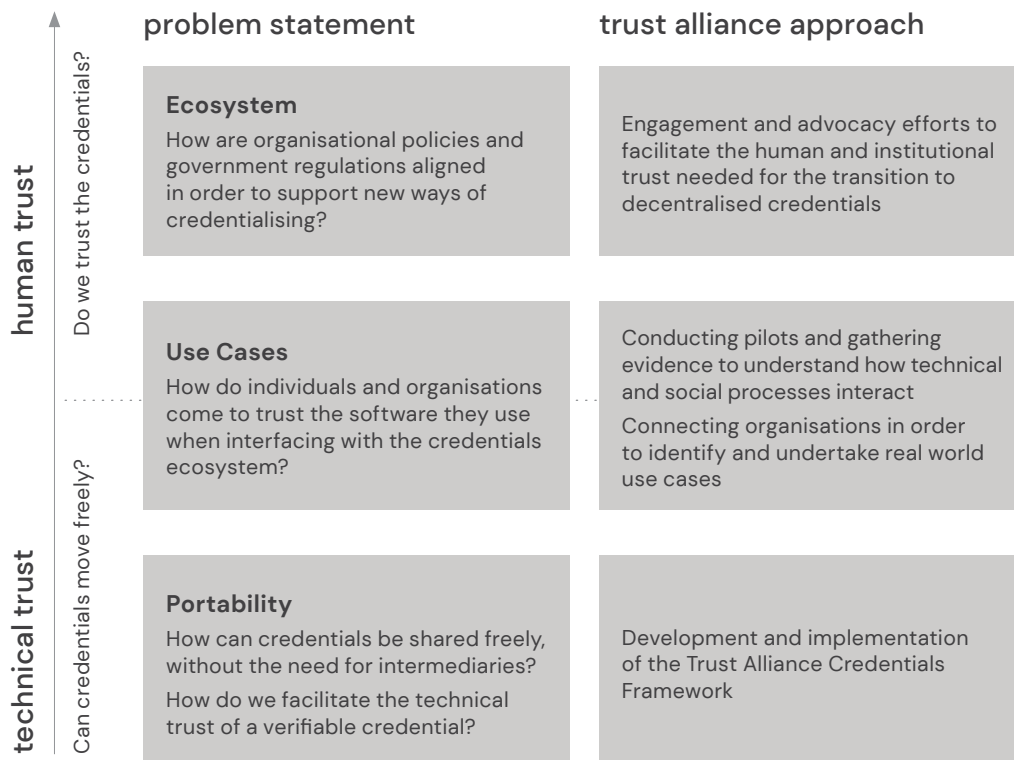 problem statement
trust alliance approach
human trust
Do we trust the credentials?
Ecosystem
How are organisational policies and
government regulations aligned
in order to support new ways of
credentialising?
Engagement and advocacy efforts to
facilitate the human and institutional
trust needed for the transition to
decentralised credentials
Use Cases
How do individuals and organisations
come to trust the software they use
when interfacing with the credentials
ecosystem?
Conducting pilots and gathering
evidence to understand how technical
and social processes interact
Connecting organisations in order
to identify and undertake real world
use cases
technical trust
Can credentials move freely?
Portability
How can credentials be shared freely,
without the need for intermediaries?
How do we facilitate the technical
trust of a verifiable credential?
Development and implementation
of the Trust Alliance Credentials
Framework